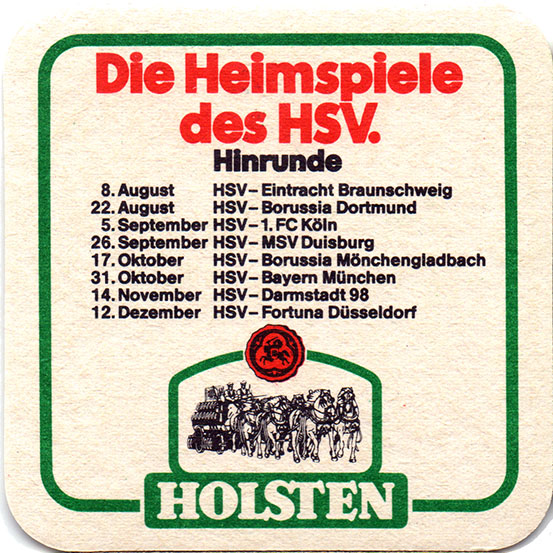 Die Heimspiele
des HSV.
Hinrunde
8. August HSV – Eintracht Braunschweig
22. August HSV – Borussia Dortmund
5. September HSV – 1. FC Köln
26. September HSV – MSV Duisburg
17. Oktober HSV – Borussia Mönchengladbach
31. Oktober HSV – Bayern München
14. November HSV – Darmstadt 98
12. Dezember HSV – Fortuna Düsseldorf
HOLSTEN